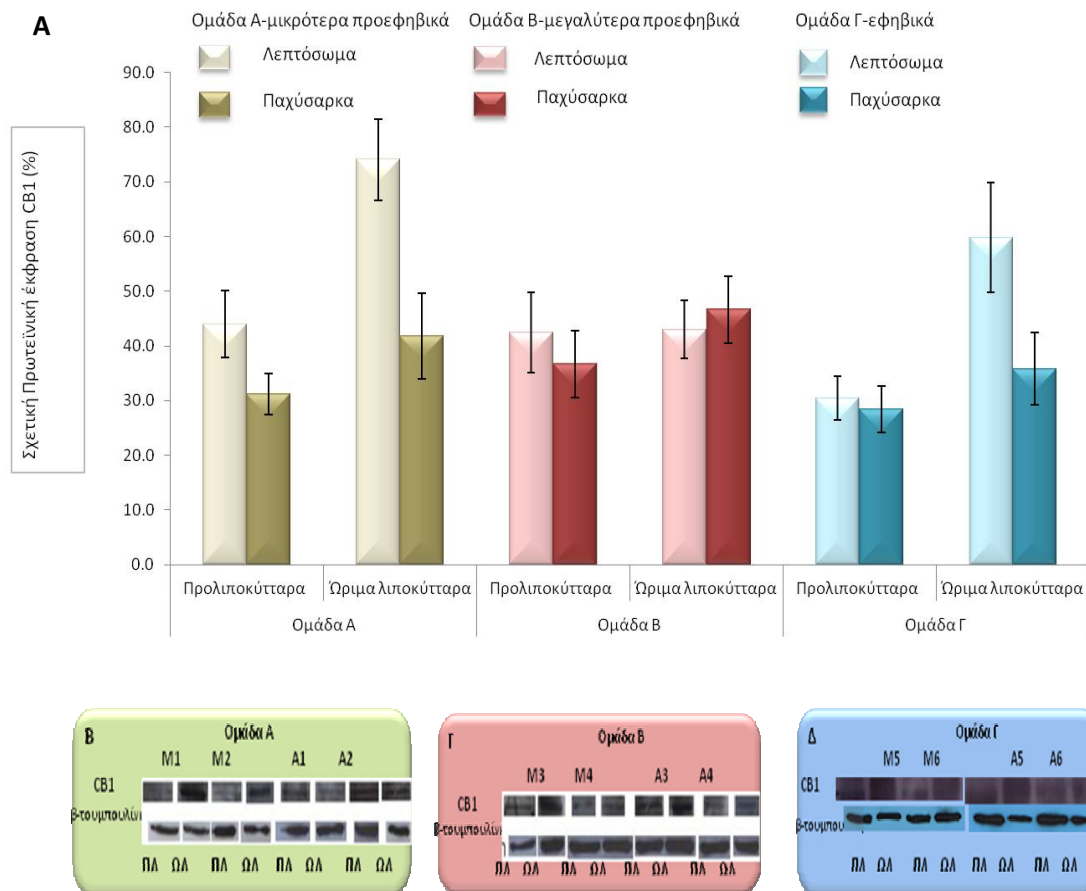 A
Ομάδα Α-μικρότερα προεφηβικά
Λεπτόσωμα
Παχύσαρκα
Ομάδα Β-μεγαλύτερα προεφηβικά
Λεπτόσωμα
Παχύσαρκα
Ομάδα Γ-εφηβικά
Λεπτόσωμα
Παχύσαρκα
Σχετική Πρωτεϊνική έκφραση CB1 (%)
90.0
80.0
70.0
60.0
50.0
40.0
30.0
20.0
10.0
0.0
Προλιποκύτταρα Ώριμα λιποκύτταρα Προλιποκύτταρα Ώριμα λιποκύτταρα Προλιποκύτταρα Ώριμα λιποκύτταρα
Ομάδα Α Ομάδα Β Ομάδα Γ
Β Ομάδα Α
M1 M2 A1 A2
CB1
β-τουμπουλίνη
ΠΛ ΩΛ ΠΛ ΩΛ ΠΛ ΩΛ ΠΛ ΩΛ
Γ Ομάδα Β
M3 M4 A3 A4
CB1
β-τουμπουλίν
ΠΛ ΩΛ ΠΛ ΩΛ ΠΛ ΩΛ ΠΛ ΩΛ
Δ Ομάδα Γ
M5 M6 A5 A6
CB1
β-τουμπου
ΠΛ ΩΛ ΠΛ ΩΛ ΠΛ ΩΛ ΠΛ ΩΛ